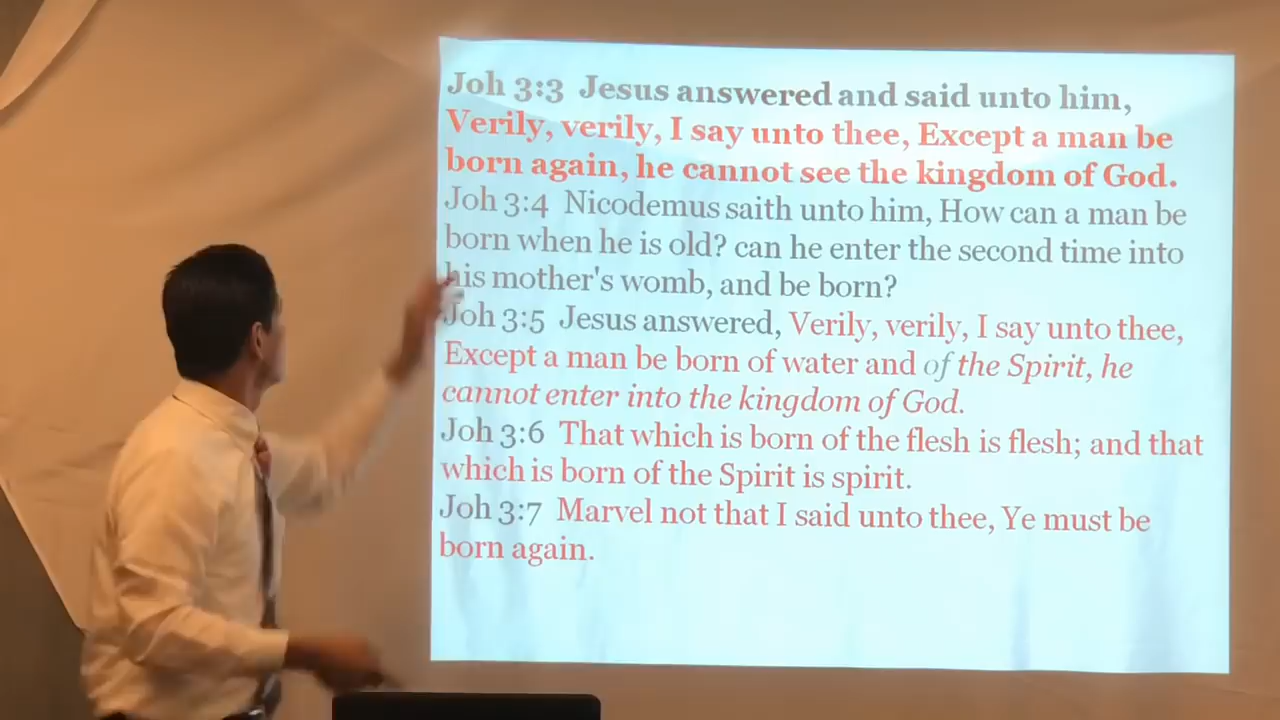 Joh 3:3 Jesus answered and said unto him,
Verily, verily, I say unto thee, Except a man be
born again, he cannot see the kingdom of God.
Joh 3:4 Nicodemus saith unto him, How can a man be
born when he is old? can he enter the second time into
his mother's womb, and be born?
Joh 3:5 Jesus answered, Verily, verily, I say unto thee,
Except a man be born of water and of the Spirit, he
cannot enter into the kingdom of God.
Joh 3:6 That which is born of the flesh is flesh; and that
which is born of the Spirit is spirit.
Joh 3:7 Marvel not that I said unto thee, Ye must be
born again.